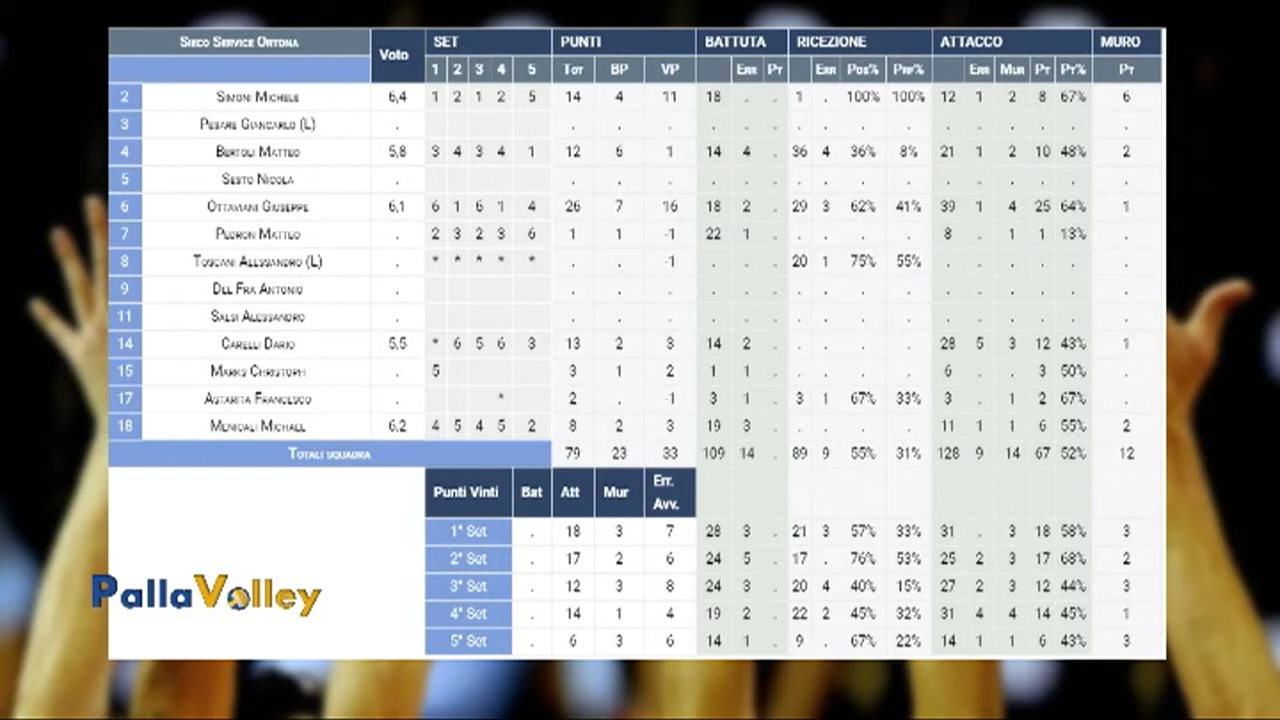 Sieco Service Ortona Voto SET PUNTI BATTUTA RICEZIONE ATTACCO MURO
1 2 3 4 5 Tot BP VP Err Pt Err Pos% Prf% Err Mur Pt Pt% Pt
2 Simoni Michele 6,4 1 2 1 2 5 14 4 11 18 . . 1 . 100% 100% 12 1 2 8 67% 6
3 Pesare Giancarlo (L) . . . . . . . . . . . . . . . . .
4 Bertoli Matteo 5,8 3 4 3 4 1 12 6 1 14 4 . 36 4 36% 8% 21 1 2 10 48% 2
5 Sesto Nicola . . . . . . . . . . . . . . . . .
6 Ottaviani Giuseppe 6,1 6 1 6 1 4 26 7 16 18 2 . 29 3 62% 41% 39 1 4 25 64% 1
7 Pedron Matteo . 2 3 2 3 6 1 1 -1 22 1 . . . . . 8 . 1 1 13% .
8 Toscani Alessandro (L) . * * * * * . . -1 . . . 20 1 75% 55% . . . . . .
9 Del Fra Antonio . . . . . . . . . . . . . . . . .
11 Salsi Alessandro . . . . . . . . . . . . . . . . .
14 Carelli Dario 5,5 * 6 5 6 3 13 2 3 14 2 . . . . . 28 5 3 12 43% 1
15 Marks Christoph . 5 3 1 2 1 1 . . . . . 6 . . 3 50% .
17 Astarita Francesco . * 2 . -1 3 1 . 3 1 67% 33% 3 . 1 2 67% .
18 Menicali Michael 6,2 4 5 4 5 2 8 2 3 19 3 . . . . . 11 1 1 6 55% 2
Totali squadra 79 23 33 109 14 . 89 9 55% 31% 128 9 14 67 52% 12
Punti Vinti Bat Att Mur Err. Avv.
1° Set . 18 3 7 28 3 . 21 3 57% 33% 31 . 3 18 58% 3
2° Set . 17 2 6 24 5 . 17 . 76% 53% 25 2 3 17 68% 2
3° Set . 12 3 8 24 3 . 20 4 40% 15% 27 2 3 12 44% 3
4° Set . 14 1 4 19 2 . 22 2 45% 32% 31 4 4 14 45% 1
5° Set . 6 3 6 14 1 . 9 . 67% 22% 14 1 1 6 43% 3
PallaVolley